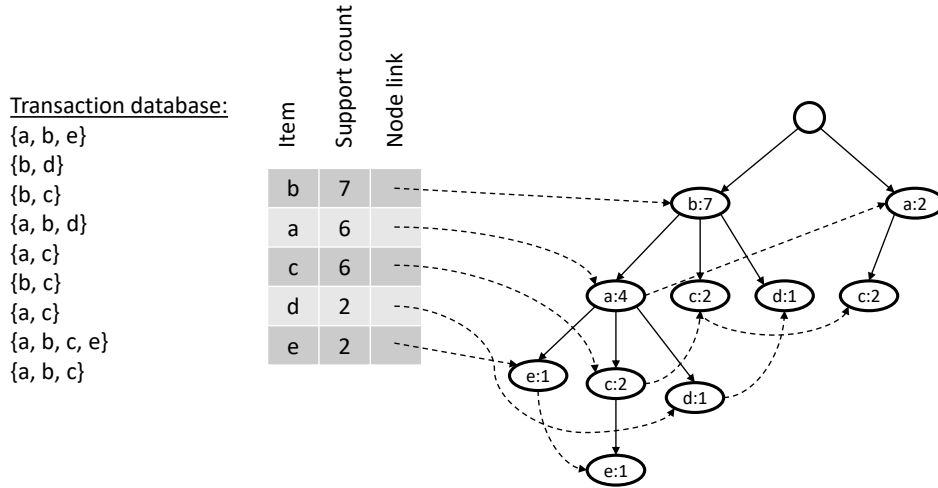 Transaction database:
{a, b, e}
{b, d}
{b, c}
{a, b, d}
{a, c}
{b, c}
{a, c}
{a, b, c, e}
{a, b, c}
Item Support count Node link
b 7
a 6
c 6
d 2
e 2
b:7 a:2
a:4 c:2 d:1 c:2
e:1 c:2 d:1
e:1